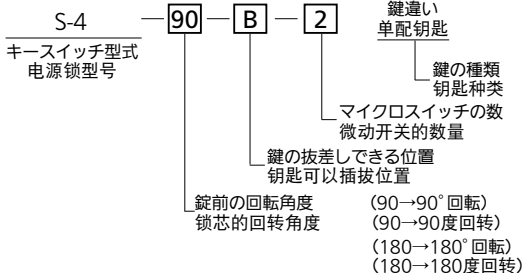 S-4 — 90 — B — 2
鍵違い
单配钥匙
キースイッチ型式
电源锁型号
鍵の種類
钥匙种类
マイクロスイッチの数
微动开关的数量
鍵の抜差しできる位置
钥匙可以插拔位置
錠前の回転角度 (90→90°回転)
锁芯的回转角度 (90→90度回转)
(180→180°回転)
(180→180度回转)